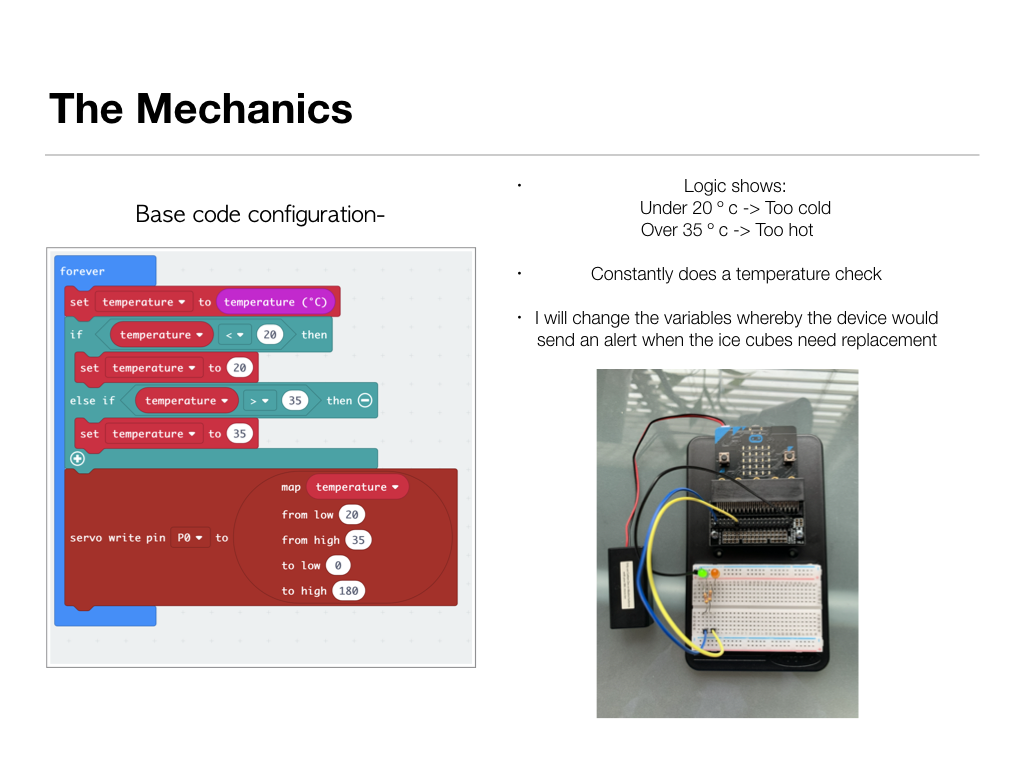 The Mechanics
Base code configuration-
forever
set temperature to temperature (°C)
if temperature < 20 then
set temperature to 20
else if temperature > 35 then
set temperature to 35
map temperature
from low 20
from high 35
servo write pin P0 to
to low 0
to high 180
• Logic shows:
Under 20 º c -> Too cold
Over 35 º c -> Too hot
• Constantly does a temperature check
• I will change the variables whereby the device would
send an alert when the ice cubes need replacement